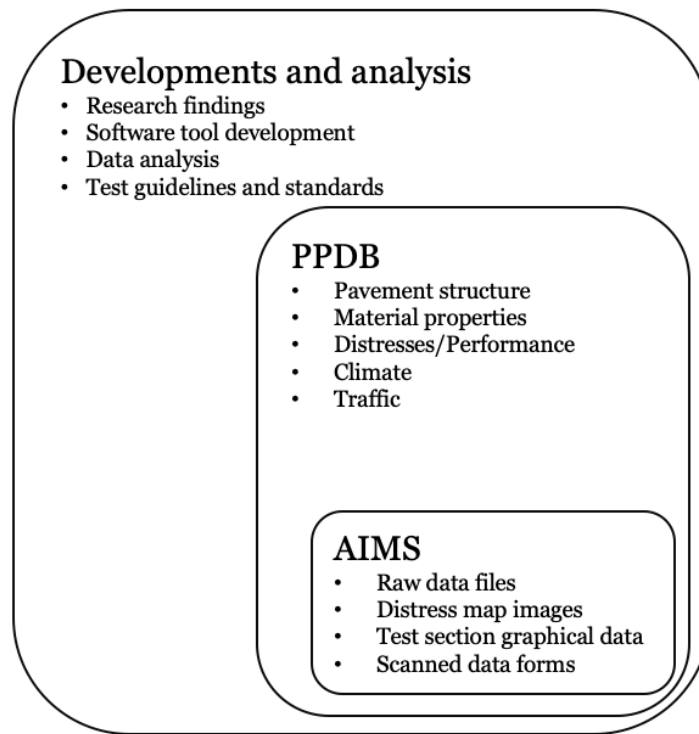 Developments and analysis
• Research findings
• Software tool development
• Data analysis
• Test guidelines and standards
PPDB
• Pavement structure
• Material properties
• Distresses/Performance
• Climate
• Traffic
AIMS
• Raw data files
• Distress map images
• Test section graphical data
• Scanned data forms